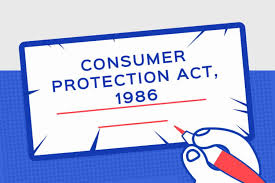 CONSUMER
PROTECTION ACT,
1986